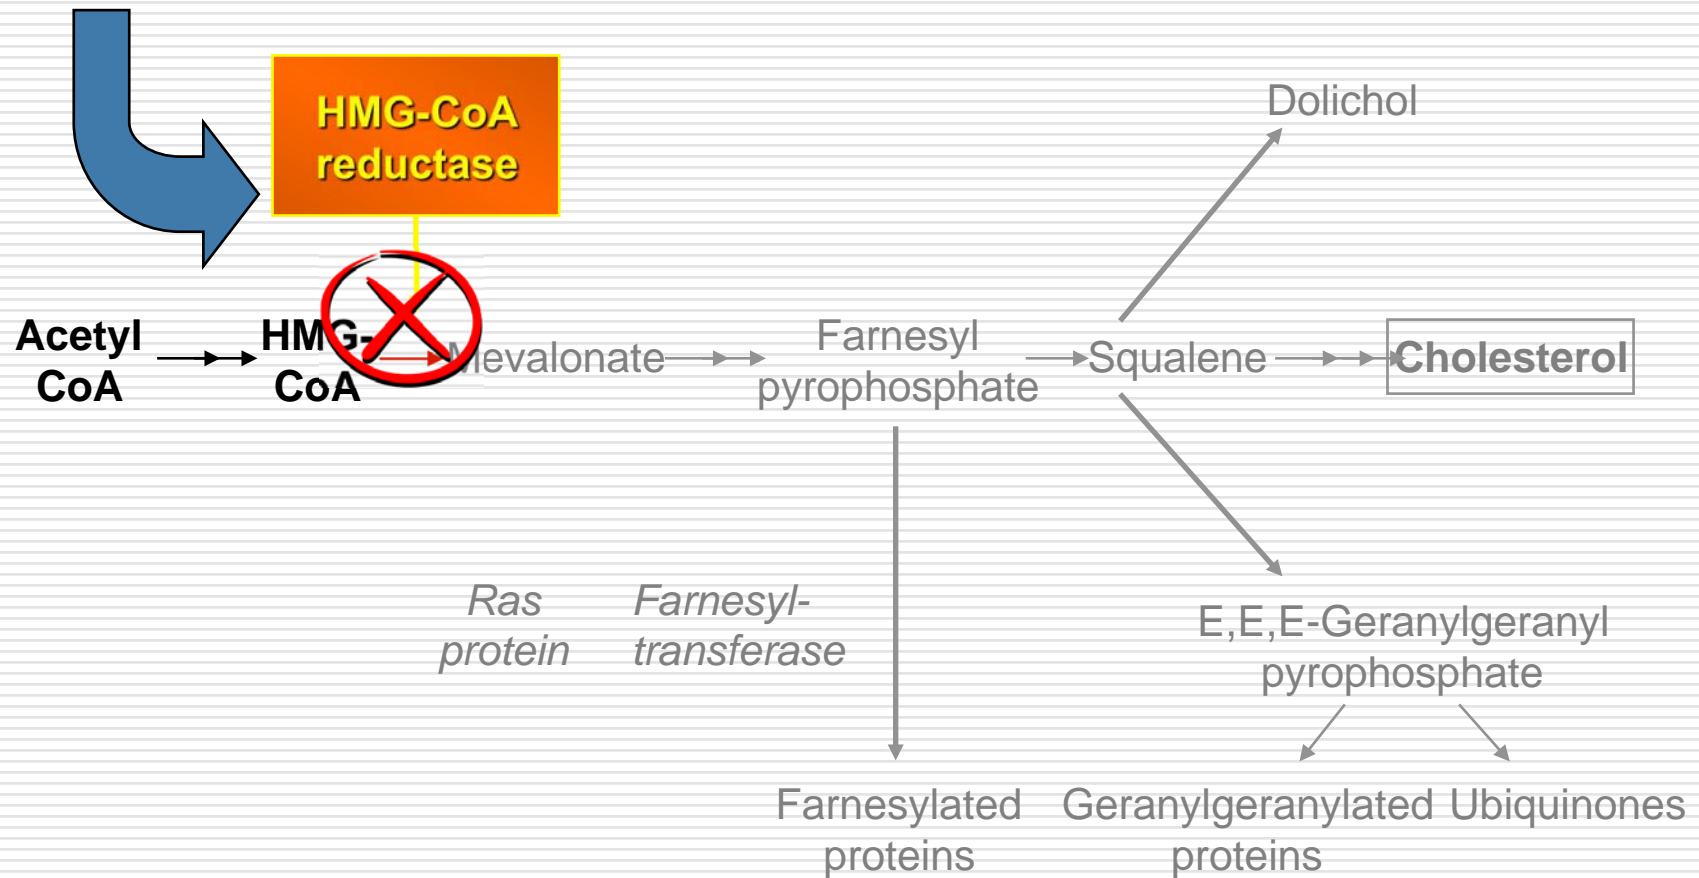 HMG-CoA
reductase
Dolichol
Acetyl
CoA
HMG-
CoA
Mevalonate
Farnesyl
pyrophosphate
Squalene
Cholesterol
Ras
protein
Farnesyl-
transferase
E,E,E-Geranylgeranyl
pyrophosphate
Farnesylated
proteins
Geranylgeranylated
proteins
Ubiquinones